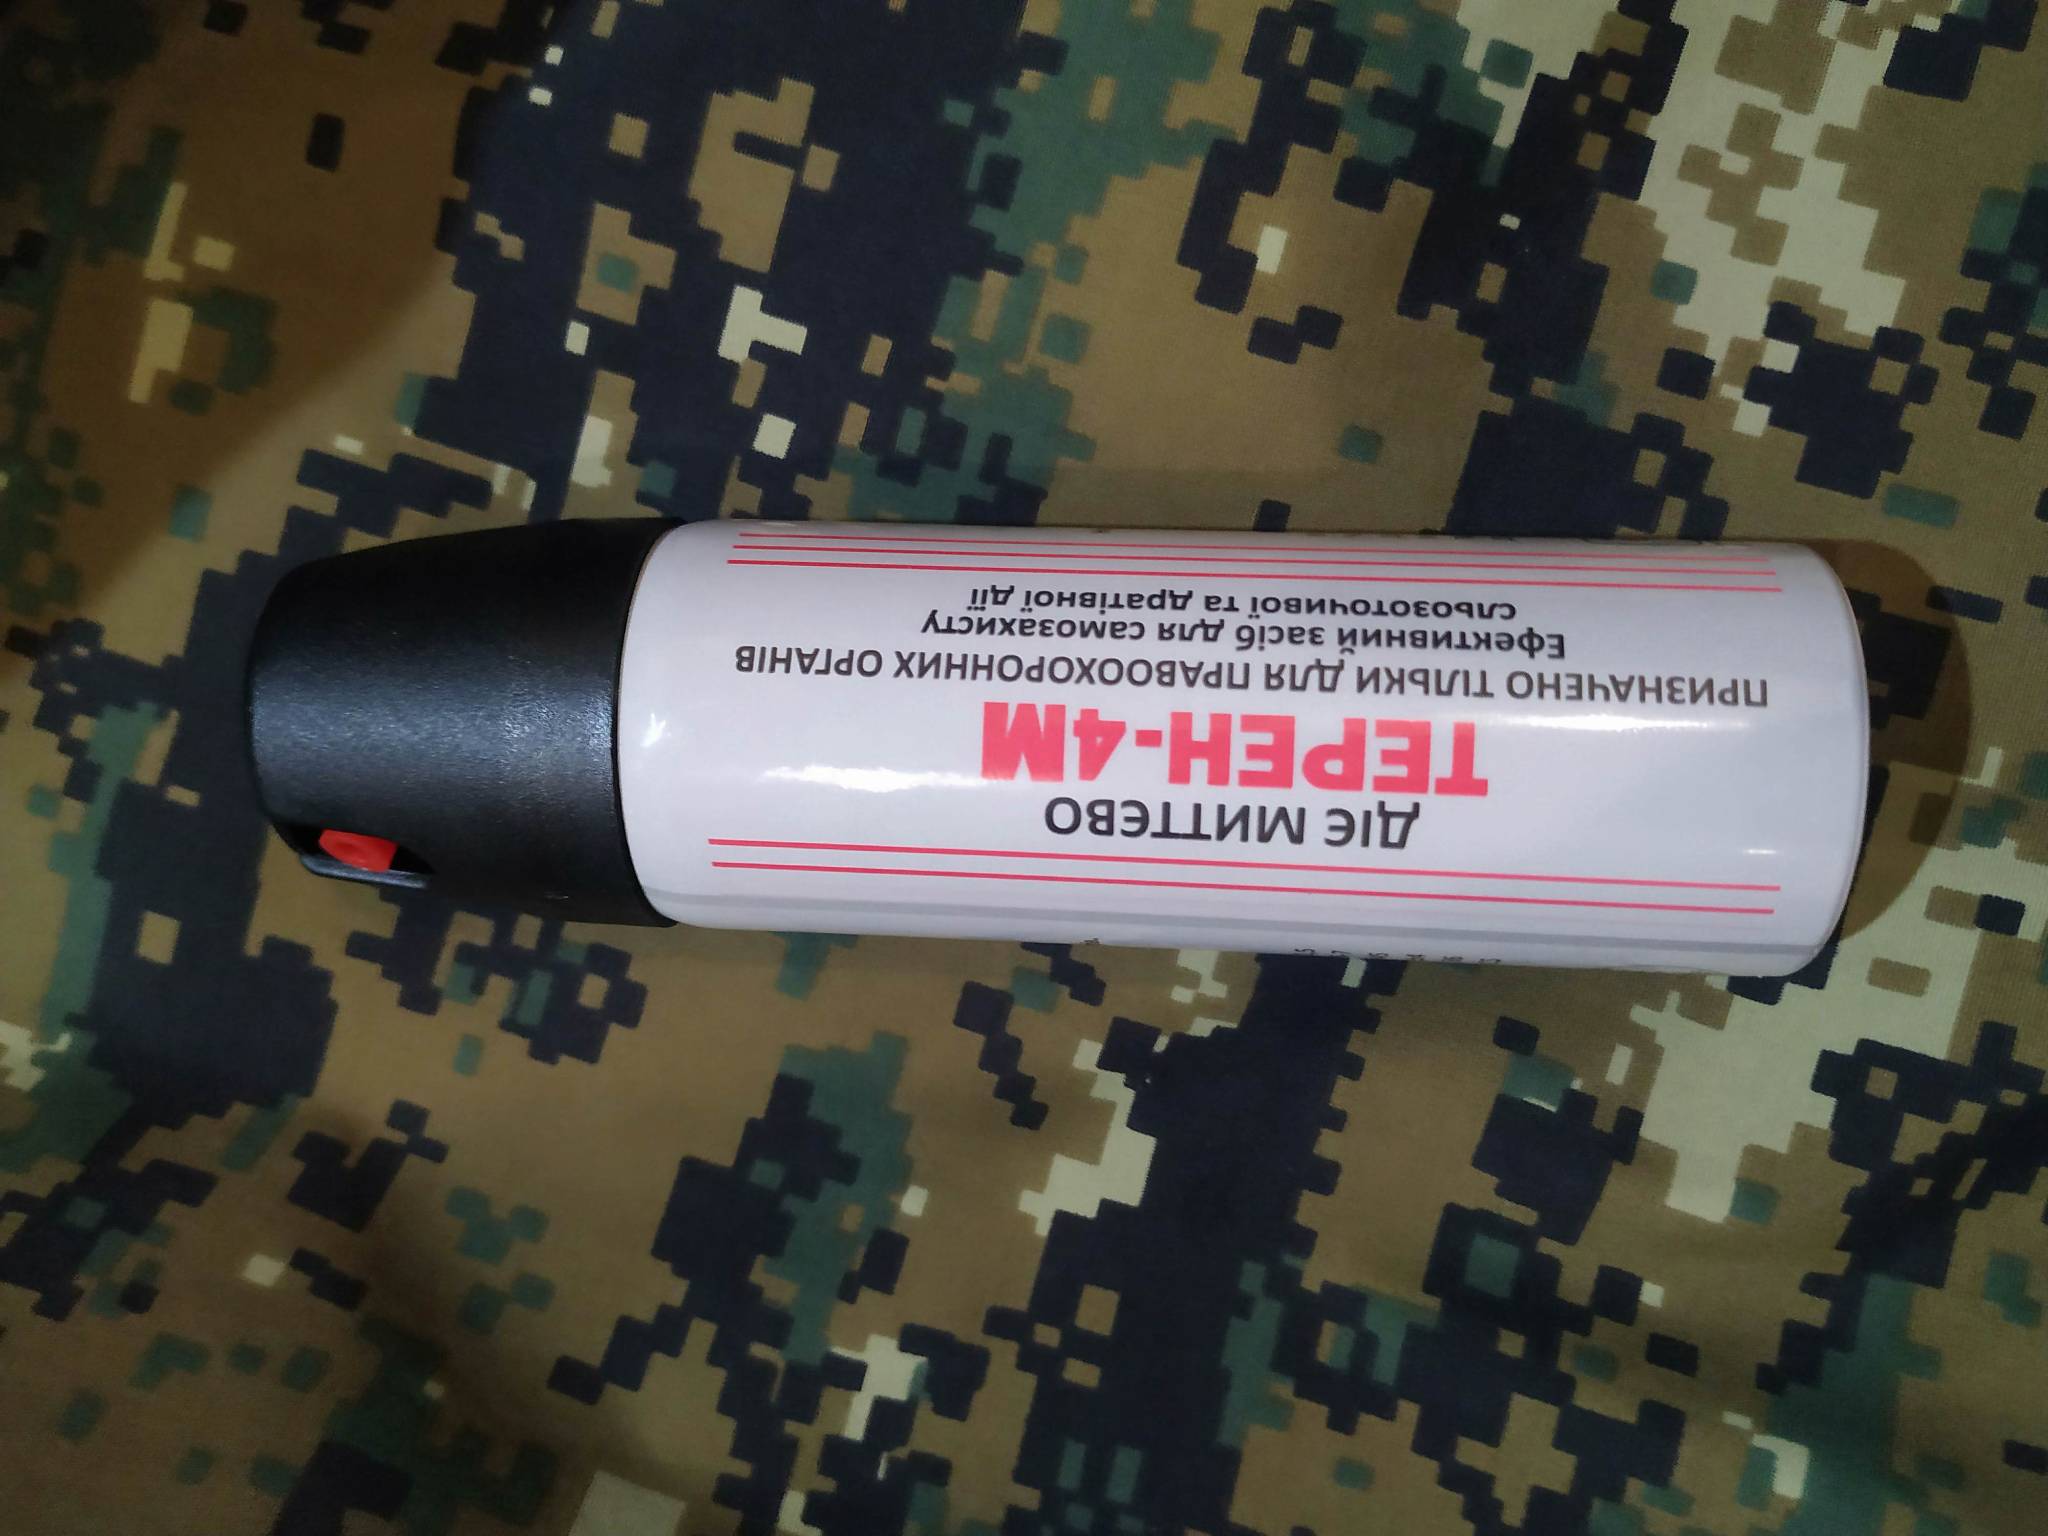 ДІЄ МИТТЄВО
ТЕРЕН-4М
ПРИЗНАЧЕНО ТІЛЬКИ ДЛЯ ПРАВООХОРОННИХ ОРГАНІВ
Ефективний засіб для самозахисту
сльозоточивої та дратівної дії